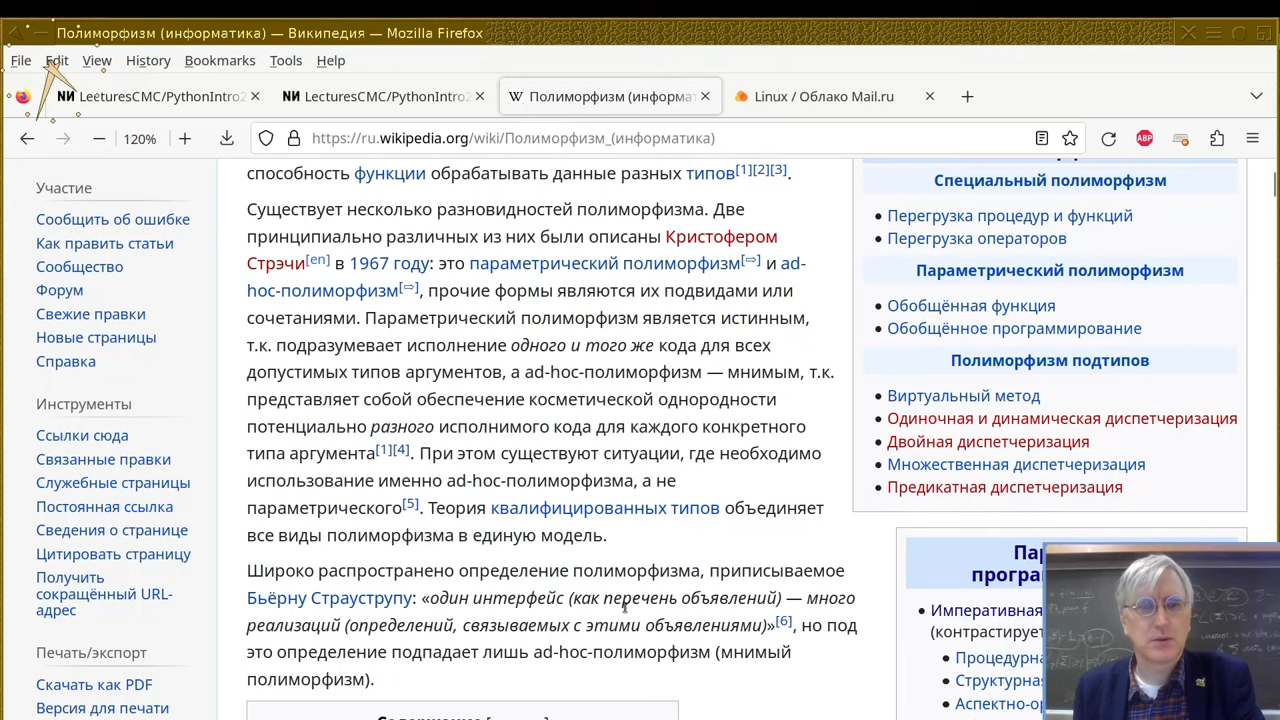 Полиморфизм (информатика) — Википедия — Mozilla Firefox
File Edit View History Bookmarks Tools Help
LecturesCMC/PythonIntro2
LecturesCMC/PythonIntro2
Полиморфизм (информат
Linux / Облако Mail.ru
120%
https://ru.wikipedia.org/wiki/Полиморфизм_(информатика)
ABP
Участие
Сообщить об ошибке
Как править статьи
Сообщество
Форум
Свежие правки
Новые страницы
Справка
Инструменты
Ссылки сюда
Связанные правки
Служебные страницы
Постоянная ссылка
Сведения о странице
Цитировать страницу
Получить
сокращённый URL-
адрес
Печать/экспорт
Скачать как PDF
Версия для печати
способность функции обрабатывать данные разных типов[1][2][3].
Существует несколько разновидностей полиморфизма. Две
принципиально различных из них были описаны Кристофером
Стрэчи[en] в 1967 году: это параметрический полиморфизм[⇨] и ad-
hoc-полиморфизм[⇨], прочие формы являются их подвидами или
сочетаниями. Параметрический полиморфизм является истинным,
т.к. подразумевает исполнение одного и того же кода для всех
допустимых типов аргументов, а ad-hoc-полиморфизм — мнимым, т.к.
представляет собой обеспечение косметической однородности
потенциально разного исполнимого кода для каждого конкретного
типа аргумента[1][4]. При этом существуют ситуации, где необходимо
использование именно ad-hoc-полиморфизма, а не
параметрического[5]. Теория квалифицированных типов объединяет
все виды полиморфизма в единую модель.
Широко распространено определение полиморфизма, приписываемое
Бьёрну Страуструпу: «один интерфейс (как перечень объявлений) — много
реализаций (определений, связываемых с этими объявлениями)»[6], но под
это определение подпадает лишь ad-hoc-полиморфизм (мнимый
полиморфизм).
Специальный полиморфизм
Перегрузка процедур и функций
Перегрузка операторов
Параметрический полиморфизм
Обобщённая функция
Обобщённое программирование
Полиморфизм подтипов
Виртуальный метод
Одиночная и динамическая диспетчеризация
Двойная диспетчеризация
Множественная диспетчеризация
Предикатная диспетчеризация
Пар
програм
Императивная
(контрастирует
Процедурна
Структурная
Аспектно-ор